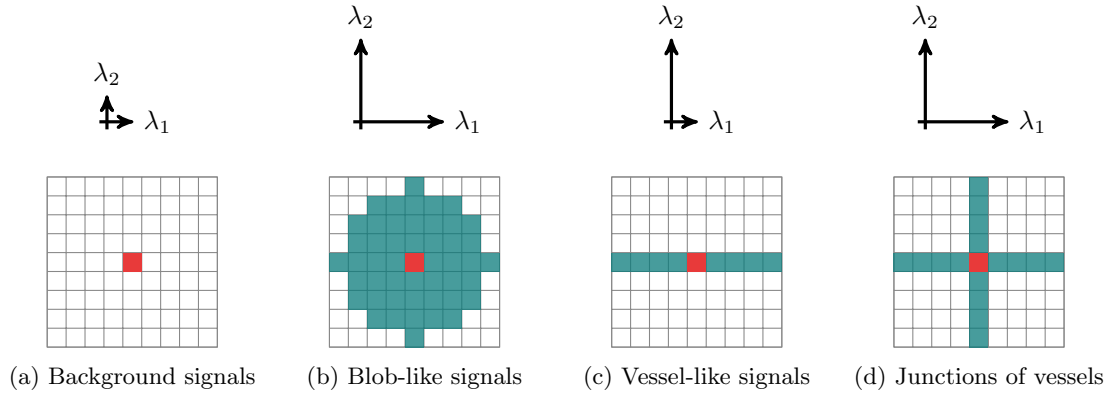 λ₂
λ₁
λ₂
λ₁
λ₂
λ₁
λ₂
λ₁
(a) Background signals
(b) Blob-like signals
(c) Vessel-like signals
(d) Junctions of vessels